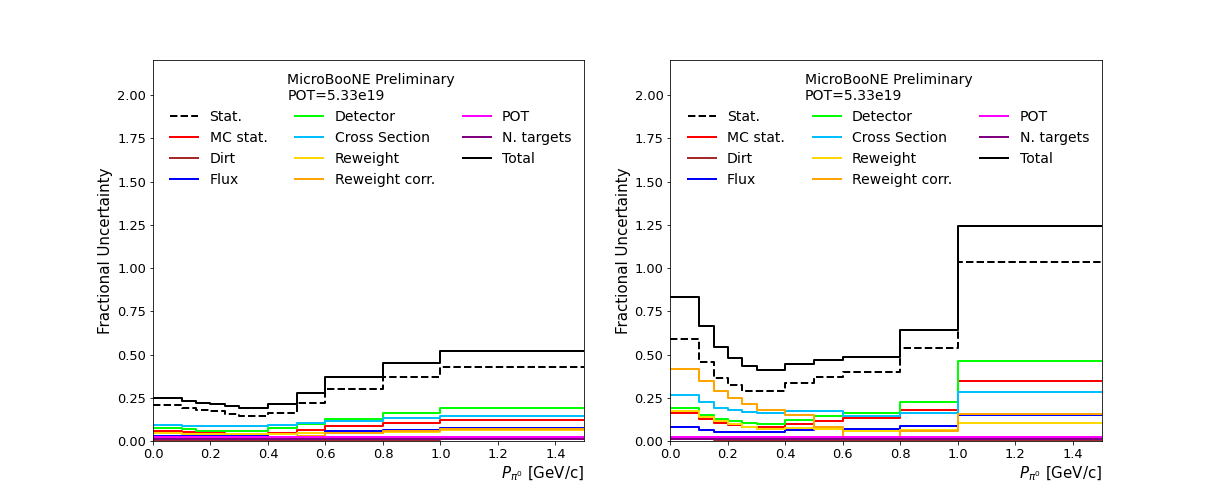 MicroBooNE Preliminary
POT=5.33e19
Stat.
MC stat.
Dirt
Flux
Detector
Cross Section
Reweight
Reweight corr.
POT
N. targets
Total
Fractional Uncertainty
2.00
1.75
1.50
1.25
1.00
0.75
0.50
0.25
0.00
0.0 0.2 0.4 0.6 0.8 1.0 1.2 1.4
P_{π⁰} [GeV/c]
MicroBooNE Preliminary
POT=5.33e19
Stat.
MC stat.
Dirt
Flux
Detector
Cross Section
Reweight
Reweight corr.
POT
N. targets
Total
Fractional Uncertainty
2.00
1.75
1.50
1.25
1.00
0.75
0.50
0.25
0.00
0.0 0.2 0.4 0.6 0.8 1.0 1.2 1.4
P_{π⁰} [GeV/c]